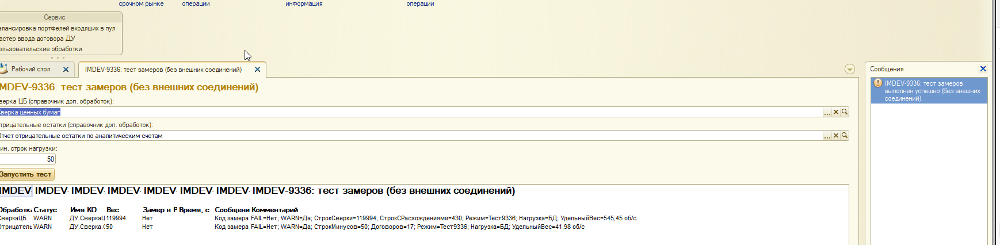 срочном рынке операции информация операции
Сервис
алансировка портфелей входящих в пул
астер ввода договора ДУ
ользовательские обработки
Рабочий стол
IMDEV-9336: тест замеров (без внешних соединений)
Сообщения
IMDEV-9336: тест замеров
выполнен успешно (без внешних
соединений).
MDEV-9336: тест замеров (без внешних соединений)
верка ЦБ (справочник доп. обработок):
Сверка ценных бумаг
трицательные остатки (справочник доп. обработок):
Отчет отрицательные остатки по аналитическим счетам
ин. строк нагрузки:
50
Запустить тест
IMDEV- IMDEV- IMDEV- IMDEV- IMDEV- IMDEV- IMDEV- IMDEV-9336: тест замеров (без внешних соединений)
Обработка Статус Имя КО Вес Замер в Р Время, с Сообщени Комментарий
СверкаЦБ WARN ДУ.СверкаЦ 119994 Нет Код замера FAIL=Нет; WARN=Да; СтрокСверки=119994; СтрокСРасхождениями=430; Режим=Тест9336; Нагрузка=БД; УдельныйВес=545,45 об/с
Отрицатель WARN ДУ.Сверка.О 50 Нет Код замера FAIL=Нет; WARN=Да; СтрокМинусов=50; Договоров=17; Режим=Тест9336; Нагрузка=БД; УдельныйВес=41,98 об/с